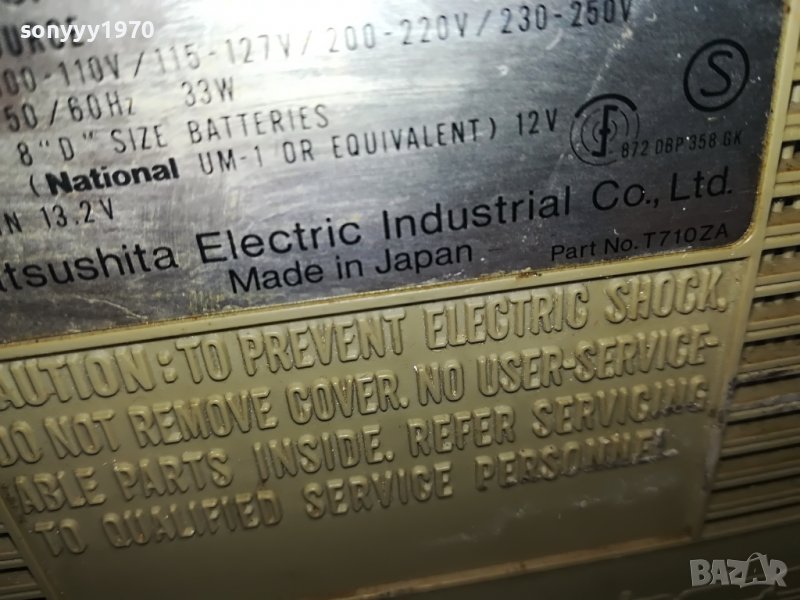 sonyyy1970
100-110V/115-127V/200-220V/230-250V
50/60Hz 33W
8 "D" SIZE BATTERIES
(National UM-1 OR EQUIVALENT) 12V
S
872 DBP 358 GK
13.2V
Electric Industrial Co., Ltd.
Made in Japan Part No. T710ZA
CAUTION: TO PREVENT ELECTRIC SHOCK,
DO NOT REMOVE COVER. NO USER-SERVICE-
ABLE PARTS INSIDE. REFER SERVICING
TO QUALIFIED SERVICE PERSONNEL
BAZAR